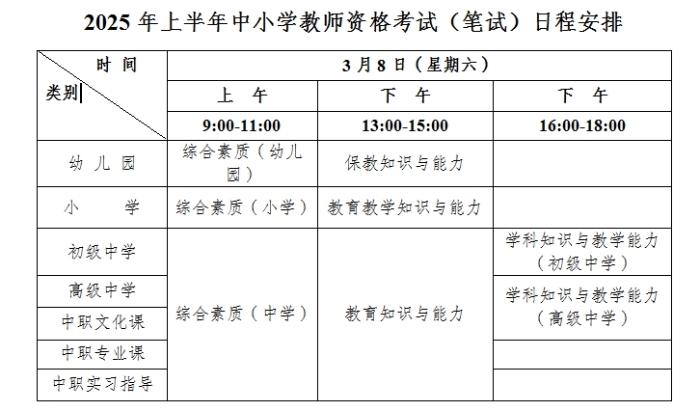 2025 年上半年中小学教师资格考试（笔试）日程安排
时 间
类别
3 月 8 日（星期六）
上 午
下 午
下 午
9:00-11:00
13:00-15:00
16:00-18:00
幼 儿 园
综合素质（幼儿
园）
保教知识与能力
小 学
综合素质（小学）
教育教学知识与能力
初级中学
高级中学
中职文化课
中职专业课
中职实习指导
综合素质（中学）
教育知识与能力
学科知识与教学能力
（初级中学）
学科知识与教学能力
（高级中学）